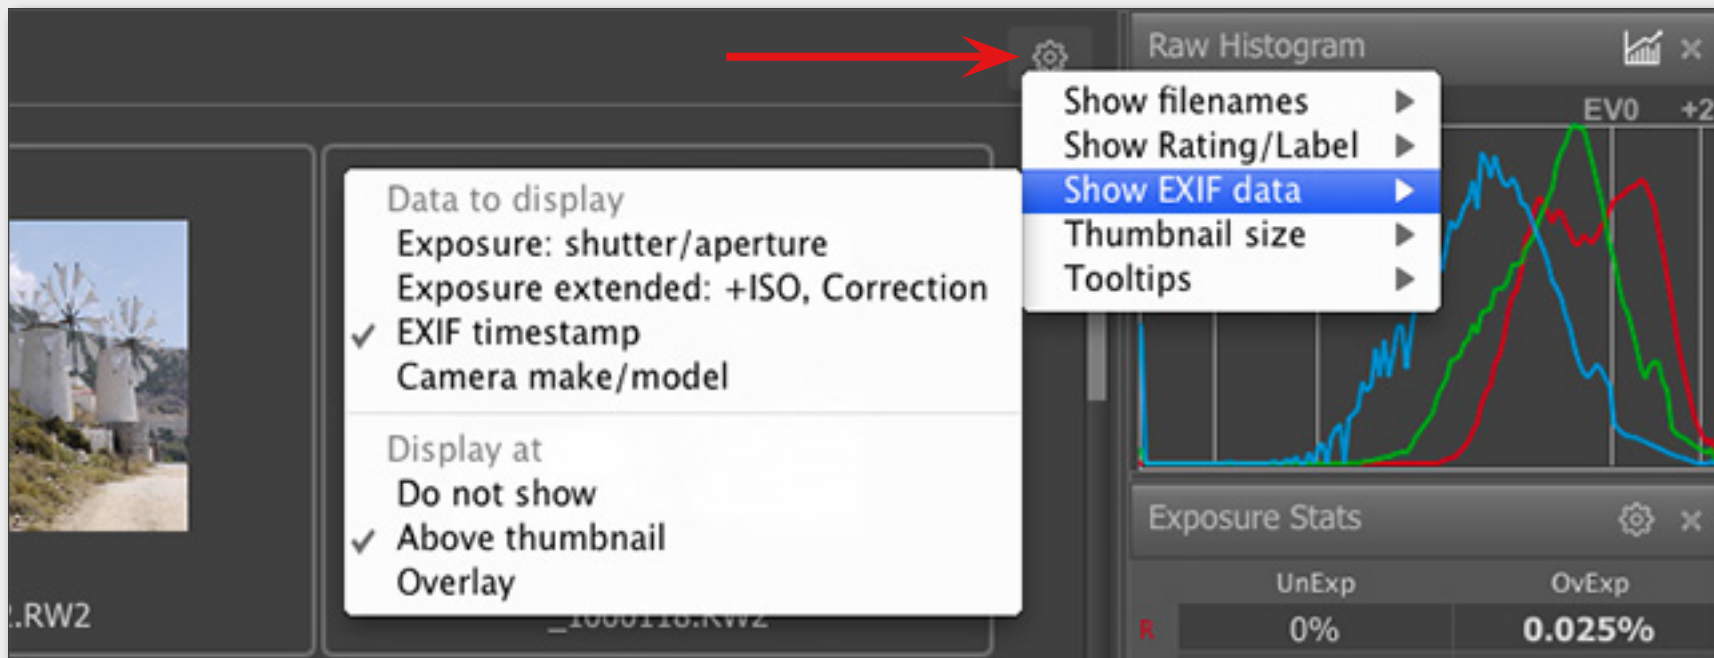 Raw Histogram
EV0 +2
Show filenames
Show Rating/Label
Show EXIF data
Thumbnail size
Tooltips
Data to display
Exposure: shutter/aperture
Exposure extended: +ISO, Correction
EXIF timestamp
Camera make/model
Display at
Do not show
Above thumbnail
Overlay
.RW2
_1000118.RW2
Exposure Stats
UnExp OvExp
R 0% 0.025%